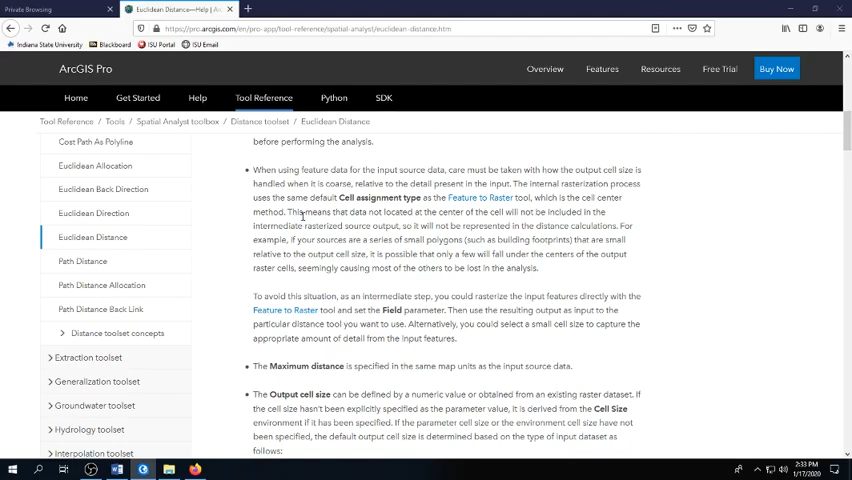 Private Browsing
Euclidean Distance—Help | Ar
https://pro.arcgis.com/en/pro-app/tool-reference/spatial-analyst/euclidean-distance.htm
Indiana State University
Blackboard
ISU Portal
ISU Email
ArcGIS Pro
Overview
Features
Resources
Free Trial
Buy Now
Home
Get Started
Help
Tool Reference
Python
SDK
Tool Reference / Tools / Spatial Analyst toolbox / Distance toolset / Euclidean Distance
Cost Path As Polyline
Euclidean Allocation
Euclidean Back Direction
Euclidean Direction
Euclidean Distance
Path Distance
Path Distance Allocation
Path Distance Back Link
Distance toolset concepts
Extraction toolset
Generalization toolset
Groundwater toolset
Hydrology toolset
Interpolation toolset
before performing the analysis.
When using feature data for the input source data, care must be taken with how the output cell size is
handled when it is coarse, relative to the detail present in the input. The internal rasterization process
uses the same default Cell assignment type as the Feature to Raster tool, which is the cell center
method. This means that data not located at the center of the cell will not be included in the
intermediate rasterized source output, so it will not be represented in the distance calculations. For
example, if your sources are a series of small polygons (such as building footprints) that are small
relative to the output cell size, it is possible that only a few will fall under the centers of the output
raster cells, seemingly causing most of the others to be lost in the analysis.
To avoid this situation, as an intermediate step, you could rasterize the input features directly with the
Feature to Raster tool and set the Field parameter. Then use the resulting output as input to the
particular distance tool you want to use. Alternatively, you could select a small cell size to capture the
appropriate amount of detail from the input features.
The Maximum distance is specified in the same map units as the input source data.
The Output cell size can be defined by a numeric value or obtained from an existing raster dataset. If
the cell size hasn't been explicitly specified as the parameter value, it is derived from the Cell Size
environment if it has been specified. If the parameter cell size or the environment cell size have not
been specified, the default output cell size is determined based on the type of input dataset as
follows:
2:33 PM
1/17/2020